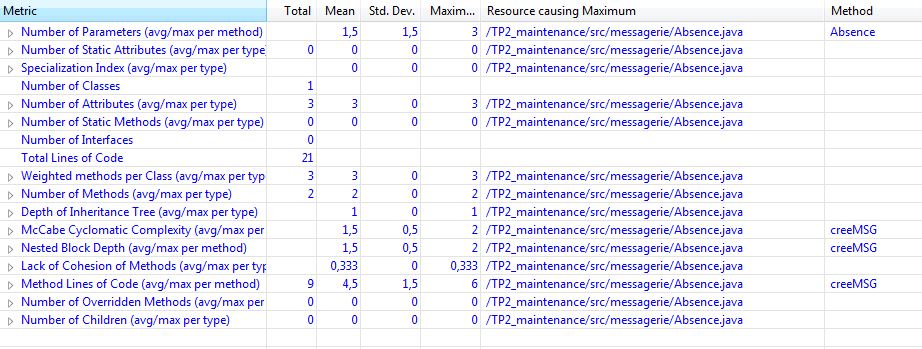 Metric Total Mean Std. Dev. Maxim... Resource causing Maximum Method
Number of Parameters (avg/max per method) 1,5 1,5 3 /TP2_maintenance/src/messagerie/Absence.java Absence
Number of Static Attributes (avg/max per type 0 0 0 0 /TP2_maintenance/src/messagerie/Absence.java
Specialization Index (avg/max per type) 0 0 0 /TP2_maintenance/src/messagerie/Absence.java
Number of Classes 1
Number of Attributes (avg/max per type) 3 3 0 3 /TP2_maintenance/src/messagerie/Absence.java
Number of Static Methods (avg/max per type) 0 0 0 0 /TP2_maintenance/src/messagerie/Absence.java
Number of Interfaces 0
Total Lines of Code 21
Weighted methods per Class (avg/max per typ 3 3 0 3 /TP2_maintenance/src/messagerie/Absence.java
Number of Methods (avg/max per type) 2 2 0 2 /TP2_maintenance/src/messagerie/Absence.java
Depth of Inheritance Tree (avg/max per type) 1 0 1 /TP2_maintenance/src/messagerie/Absence.java
McCabe Cyclomatic Complexity (avg/max per 1,5 0,5 2 /TP2_maintenance/src/messagerie/Absence.java creeMSG
Nested Block Depth (avg/max per method) 1,5 0,5 2 /TP2_maintenance/src/messagerie/Absence.java creeMSG
Lack of Cohesion of Methods (avg/max per typ 0,333 0 0,333 /TP2_maintenance/src/messagerie/Absence.java
Method Lines of Code (avg/max per method) 9 4,5 1,5 6 /TP2_maintenance/src/messagerie/Absence.java creeMSG
Number of Overridden Methods (avg/max per 0 0 0 0 /TP2_maintenance/src/messagerie/Absence.java
Number of Children (avg/max per type) 0 0 0 0 /TP2_maintenance/src/messagerie/Absence.java